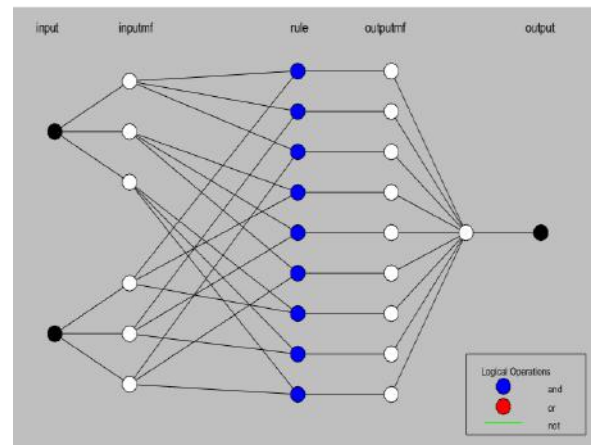 input inputmf rule outputmf output
Logical Operations
and
or
not